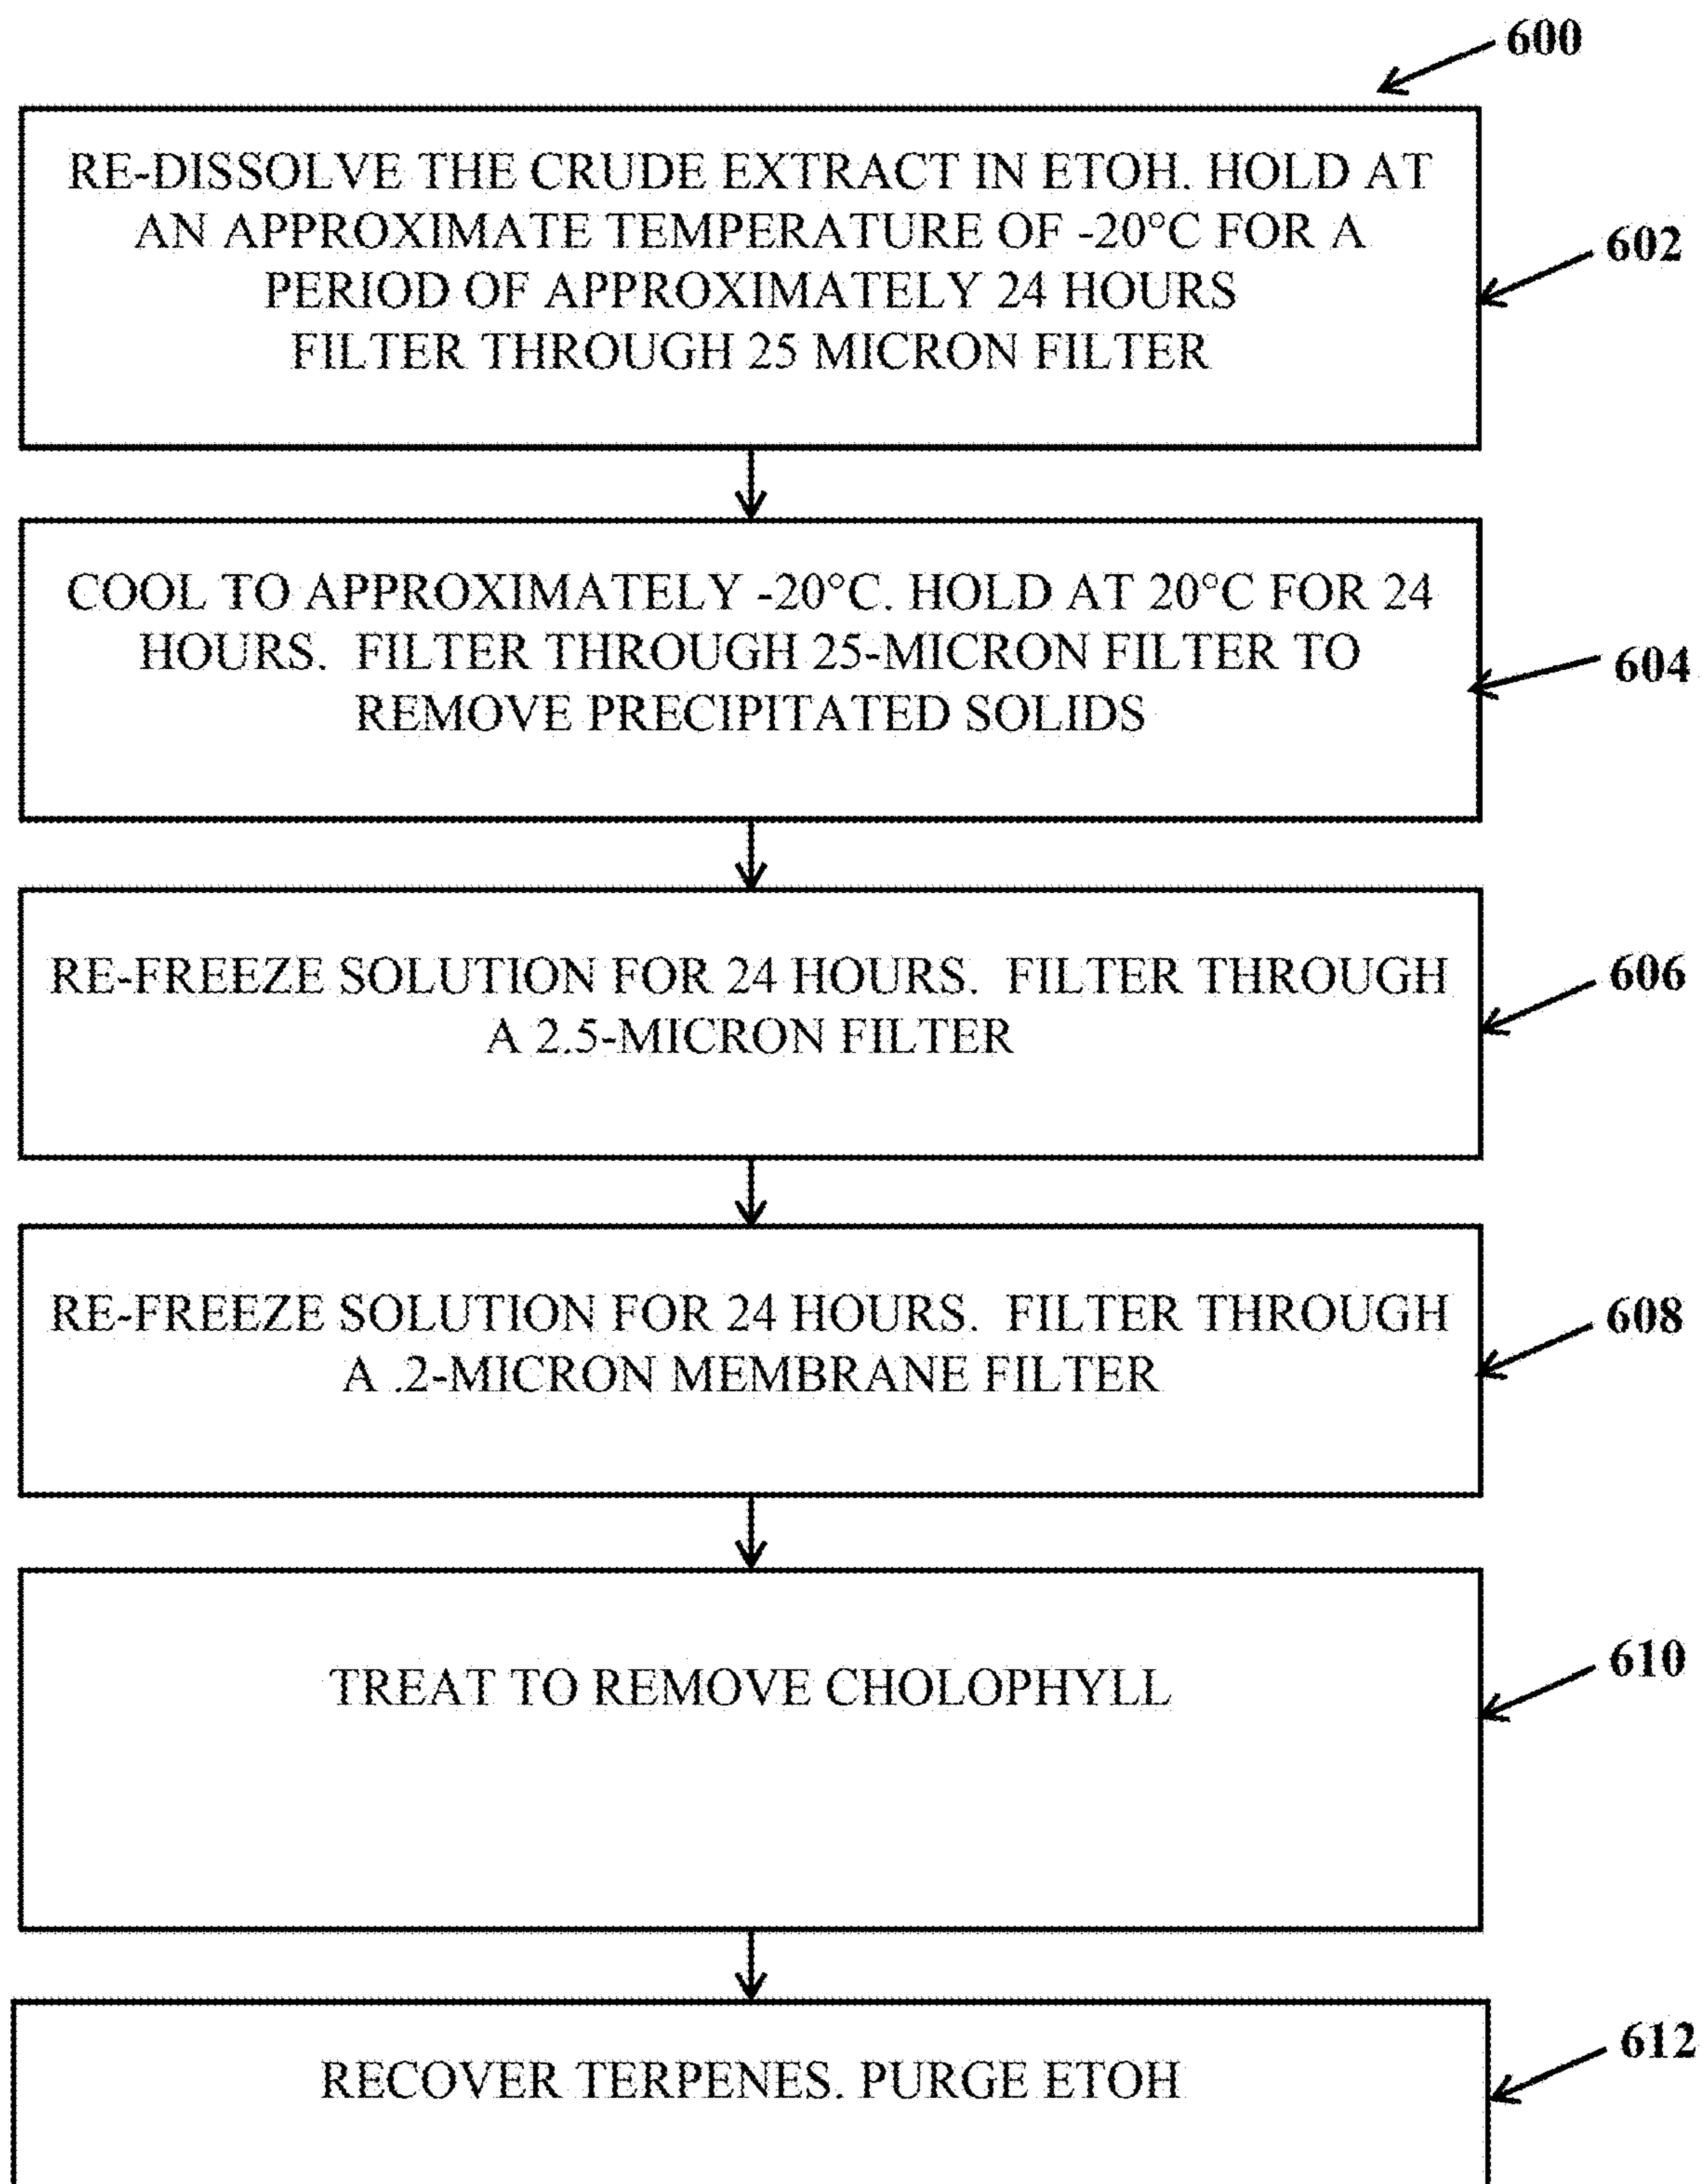 600
RE-DISSOLVE THE CRUDE EXTRACT IN ETOH. HOLD AT
AN APPROXIMATE TEMPERATURE OF -20°C FOR A
PERIOD OF APPROXIMATELY 24 HOURS
FILTER THROUGH 25 MICRON FILTER
602
COOL TO APPROXIMATELY -20°C. HOLD AT 20°C FOR 24
HOURS.  FILTER THROUGH 25-MICRON FILTER TO
REMOVE PRECIPITATED SOLIDS
604
RE-FREEZE SOLUTION FOR 24 HOURS.  FILTER THROUGH
A 2.5-MICRON FILTER
606
RE-FREEZE SOLUTION FOR 24 HOURS.  FILTER THROUGH
A .2-MICRON MEMBRANE FILTER
608
TREAT TO REMOVE CHOLOPHYLL
610
RECOVER TERPENES. PURGE ETOH
612